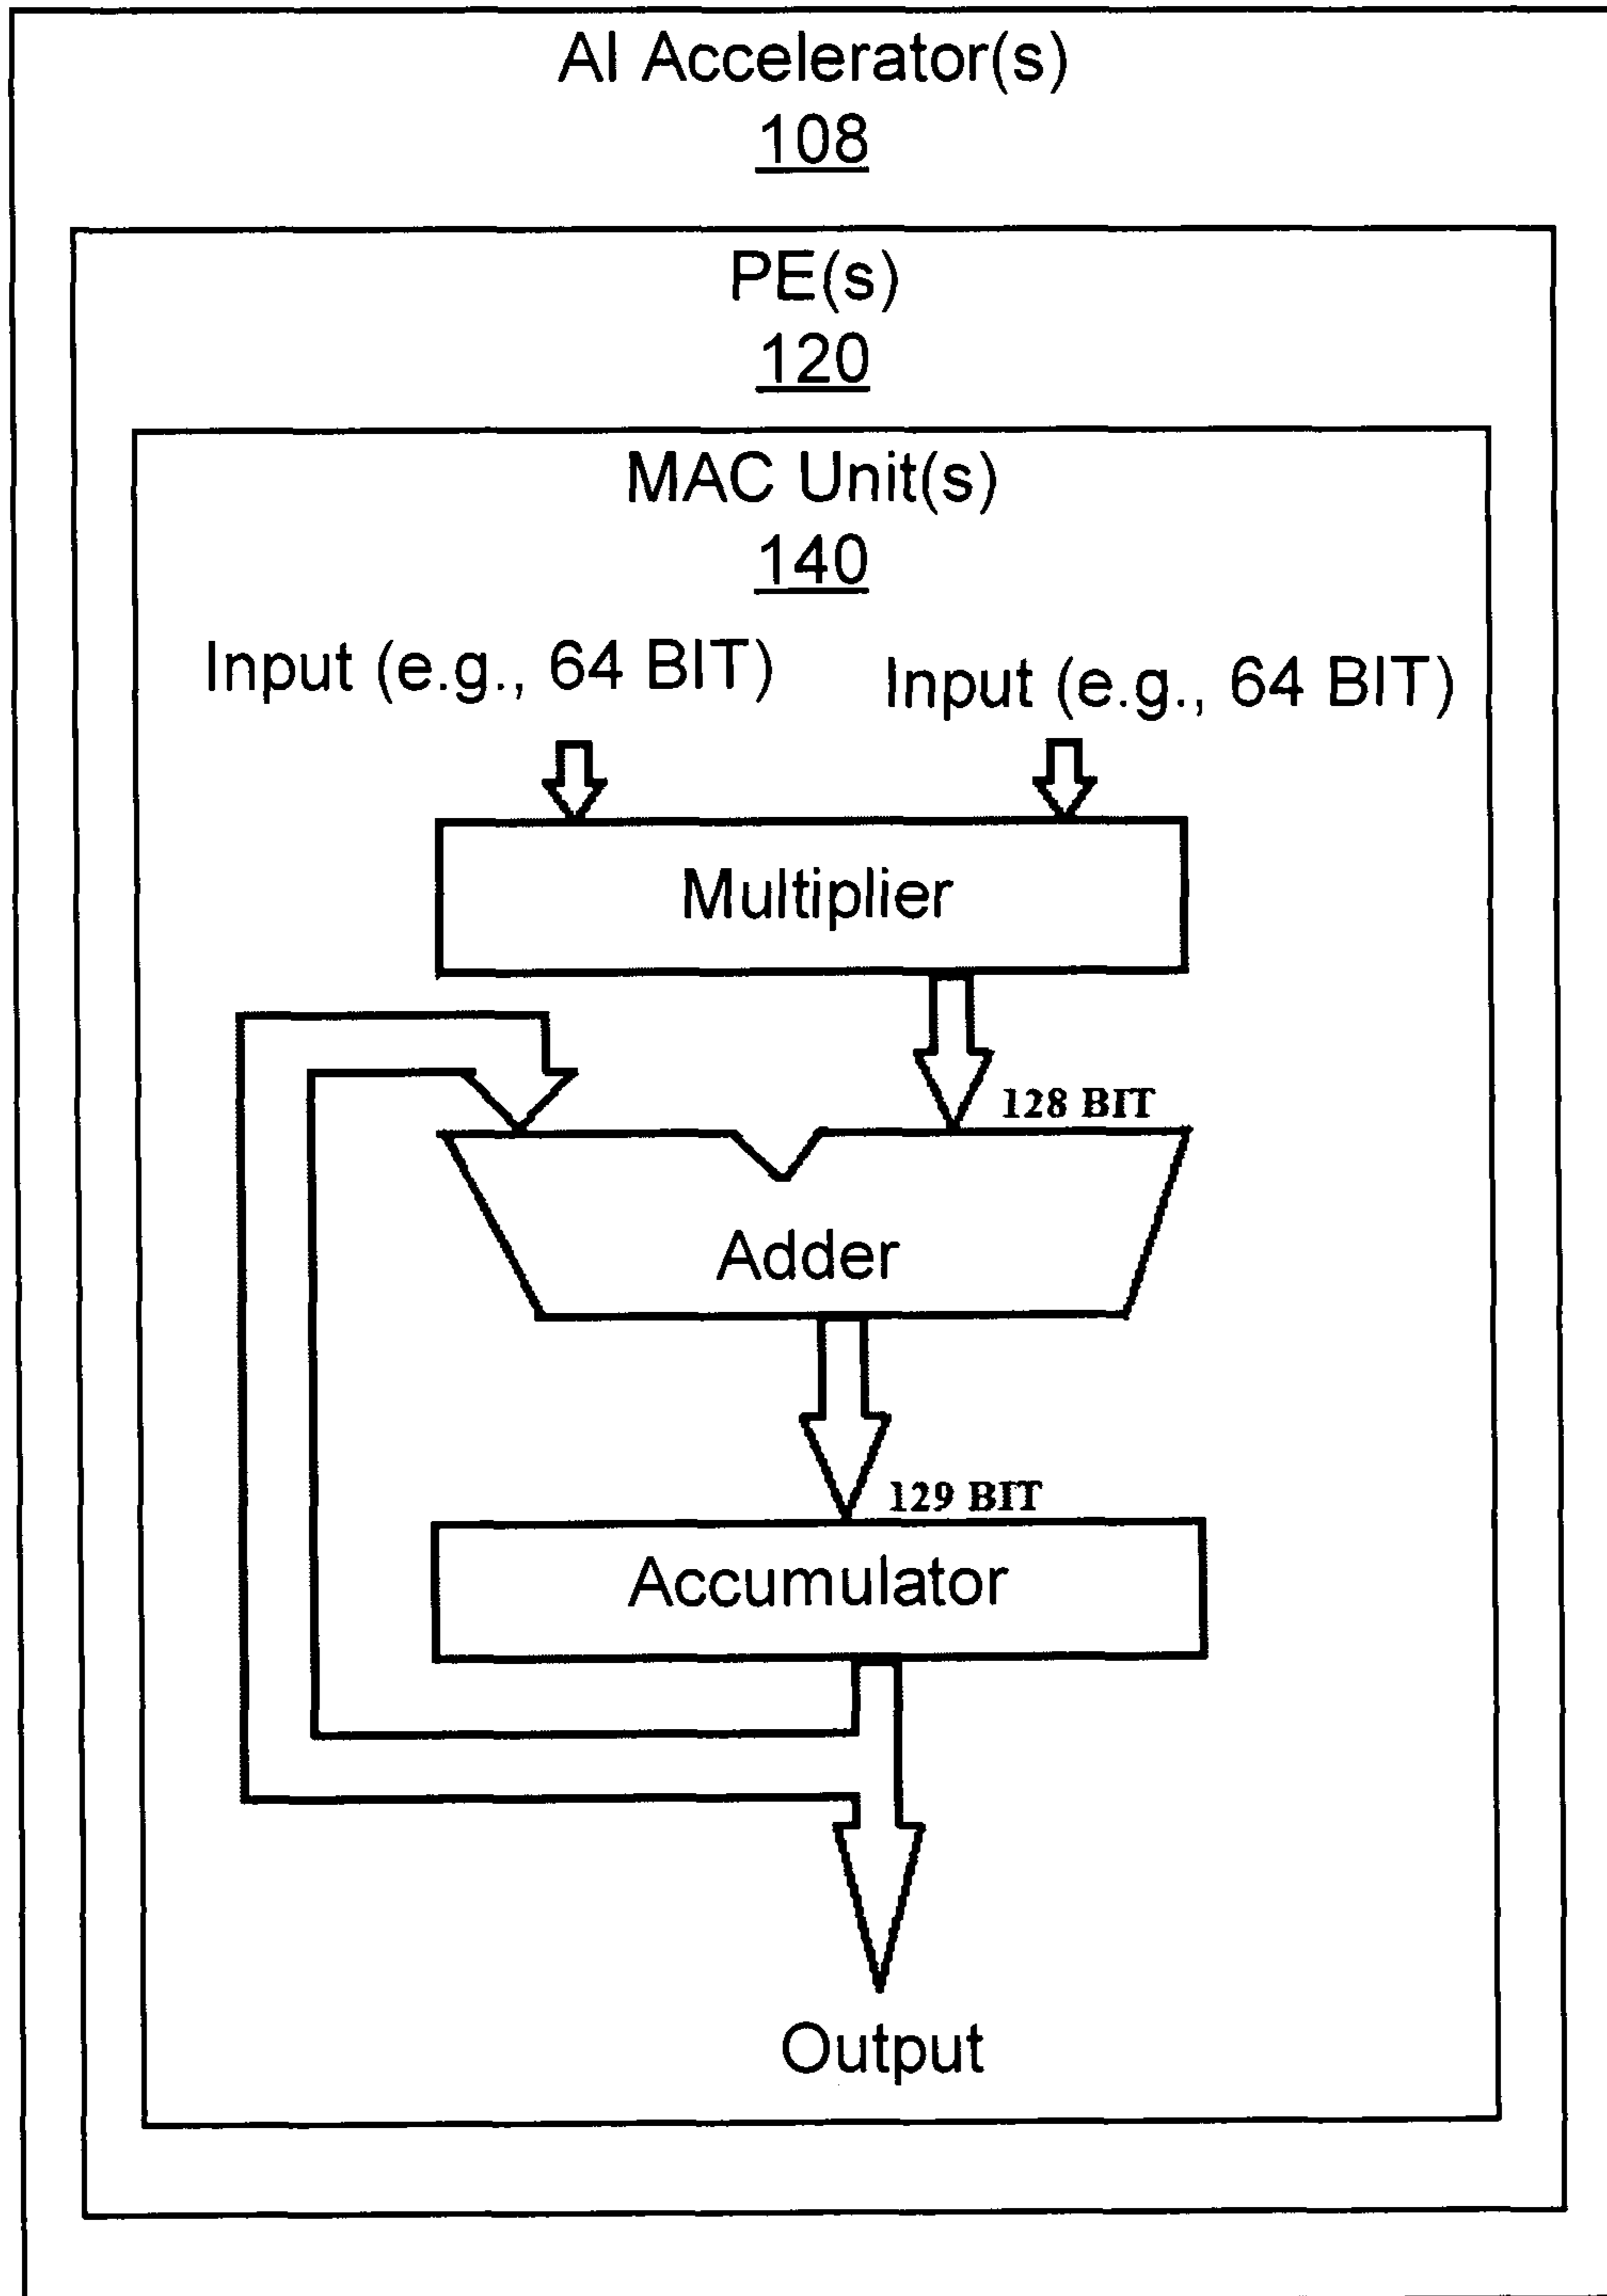 AI Accelerator(s)
108
PE(s)
120
MAC Unit(s)
140
Input (e.g., 64 BIT)
Input (e.g., 64 BIT)
Multiplier
128 BIT
Adder
129 BIT
Accumulator
Output